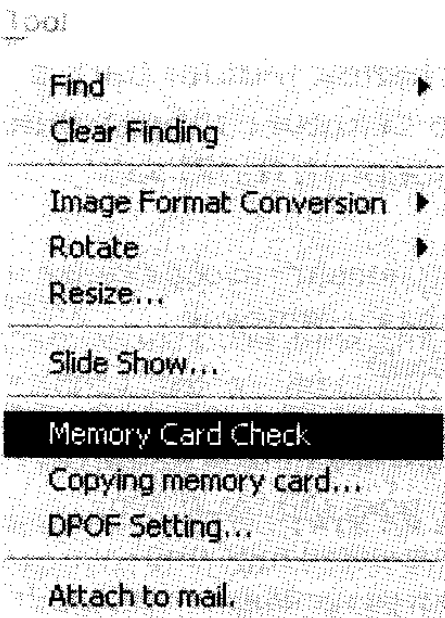 Tool
Find
Clear Finding
Image Format Conversion
Rotate
Resize...
Slide Show...
Memory Card Check
Copying memory card...
DPOF Setting...
Attach to mail.